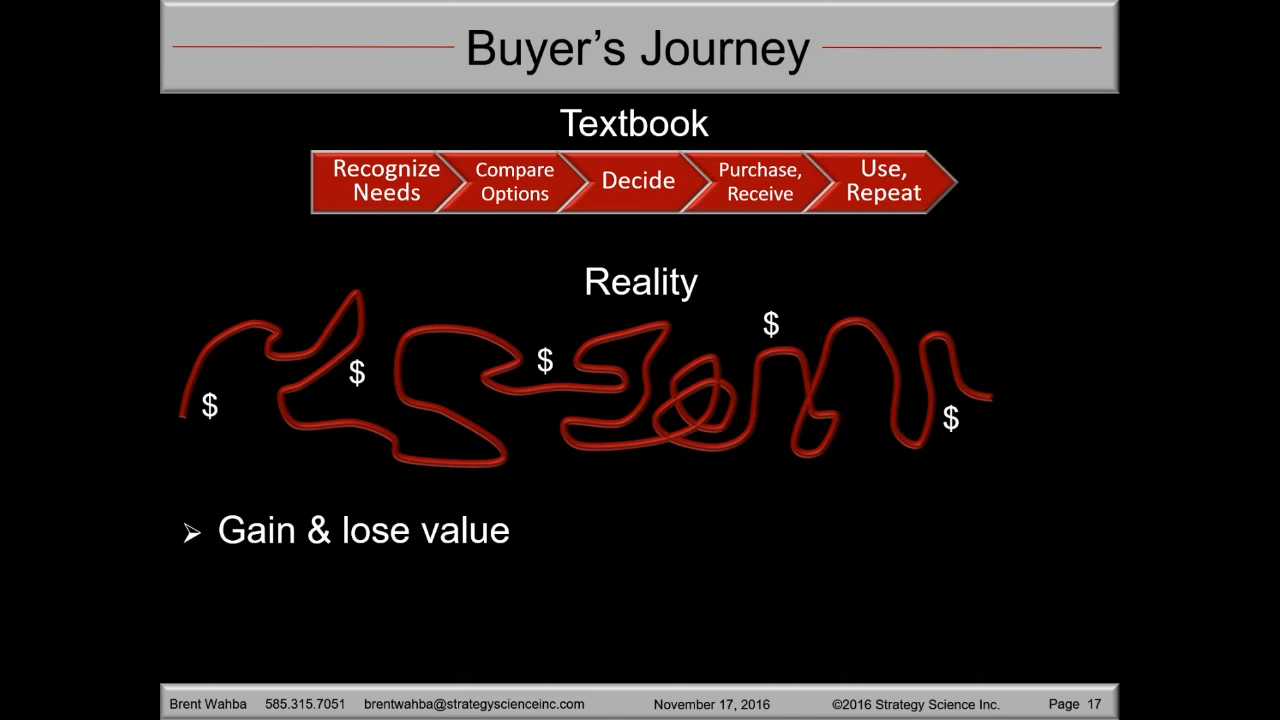 Buyer’s Journey
Textbook
Recognize
Needs
Compare
Options
Decide
Purchase,
Receive
Use,
Repeat
Reality
$
$
$
$
$
➢ Gain & lose value
Brent Wahba 585.315.7051 brentwahba@strategyscienceinc.com November 17, 2016 ©2016 Strategy Science Inc. Page 17